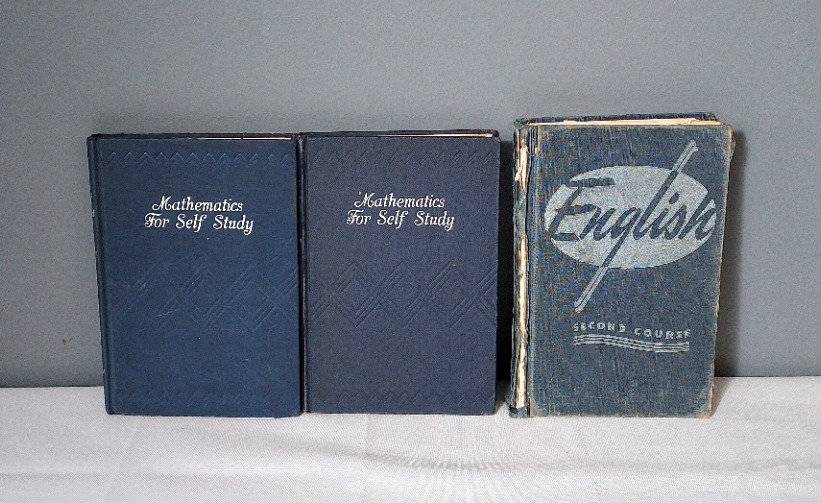 Mathematics
For Self Study
Mathematics
For Self Study
English
SECOND COURSE